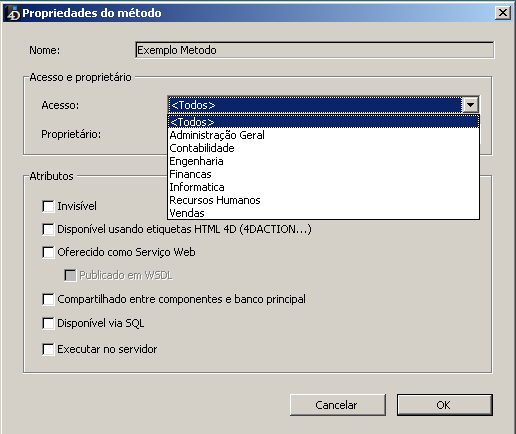 4D Propriedades do método
Nome: Exemplo Metodo
Acesso e proprietário
Acesso: <Todos>
<Todos>
Proprietário: Administração Geral
Contabilidade
Engenharia
Financas
Informatica
Recursos Humanos
Vendas
Atributos
Invisível
Disponível usando etiquetas HTML 4D (4DACTION...)
Oferecido como Serviço Web
Publicado em WSDL
Compartilhado entre componentes e banco principal
Disponível via SQL
Executar no servidor
Cancelar OK